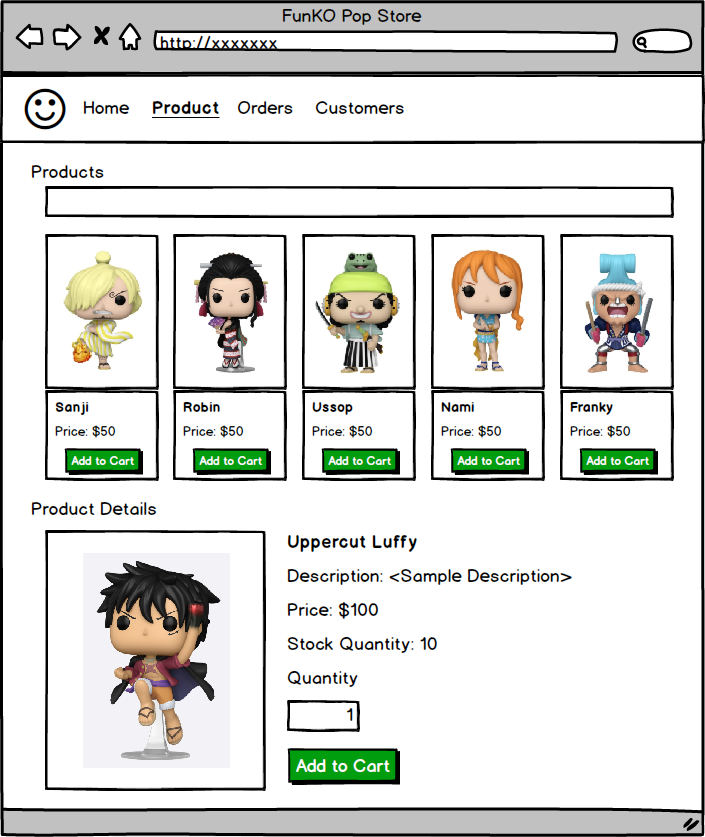 FunKO Pop Store
http://xxxxxxx
Home Product Orders Customers
Products
Sanji
Price: $50
Add to Cart
Robin
Price: $50
Add to Cart
Ussop
Price: $50
Add to Cart
Nami
Price: $50
Add to Cart
Franky
Price: $50
Add to Cart
Product Details
Uppercut Luffy
Description: <Sample Description>
Price: $100
Stock Quantity: 10
Quantity
1
Add to Cart